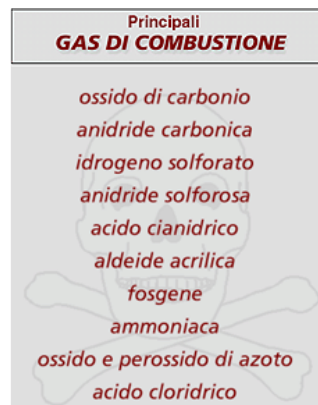 Principali
GAS DI COMBUSTIONE
ossido di carbonio
anidride carbonica
idrogeno solforato
anidride solforosa
acido cianidrico
aldeide acrilica
fosgene
ammoniaca
ossido e perossido di azoto
acido cloridrico